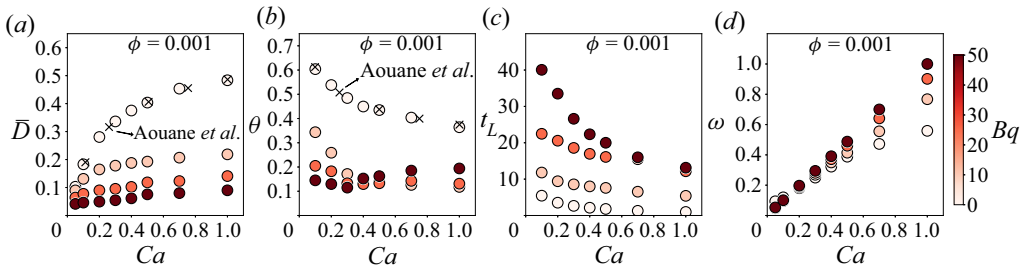 (a)
ϕ = 0.001
0.6
0.5
0.4
0.3
0.2
0.1
D̅
Aouane et al.
0 0.2 0.4 0.6 0.8 1.0
Ca
(b)
ϕ = 0.001
0.7
0.6
0.5
0.4
0.3
0.2
0.1
θ
Aouane et al.
0 0.2 0.4 0.6 0.8 1.0
Ca
(c)
ϕ = 0.001
40
30
20
10
t_L
0 0.2 0.4 0.6 0.8 1.0
Ca
(d)
ϕ = 0.001
1.0
0.8
0.6
0.4
0.2
ω
0 0.2 0.4 0.6 0.8 1.0
Ca
50
40
30
20
10
0
Bq